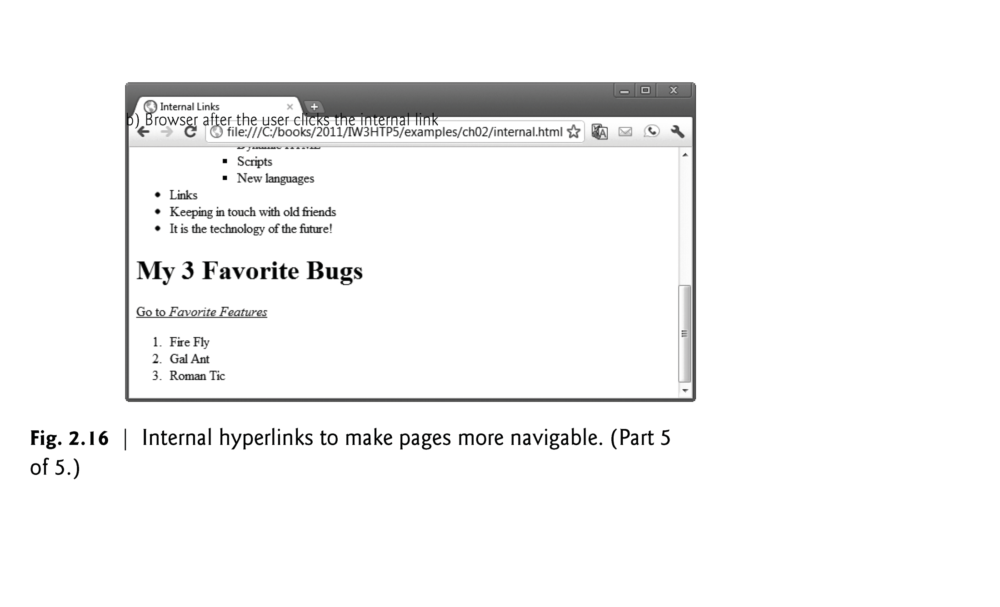 Internal Links
b) Browser after the user clicks the internal link
file:///C:/books/2011/IW3HTP5/examples/ch02/internal.html
Dynamic HTML
▪ Scripts
▪ New languages
• Links
• Keeping in touch with old friends
• It is the technology of the future!
My 3 Favorite Bugs
Go to Favorite Features
1. Fire Fly
2. Gal Ant
3. Roman Tic
Fig. 2.16 | Internal hyperlinks to make pages more navigable. (Part 5
of 5.)